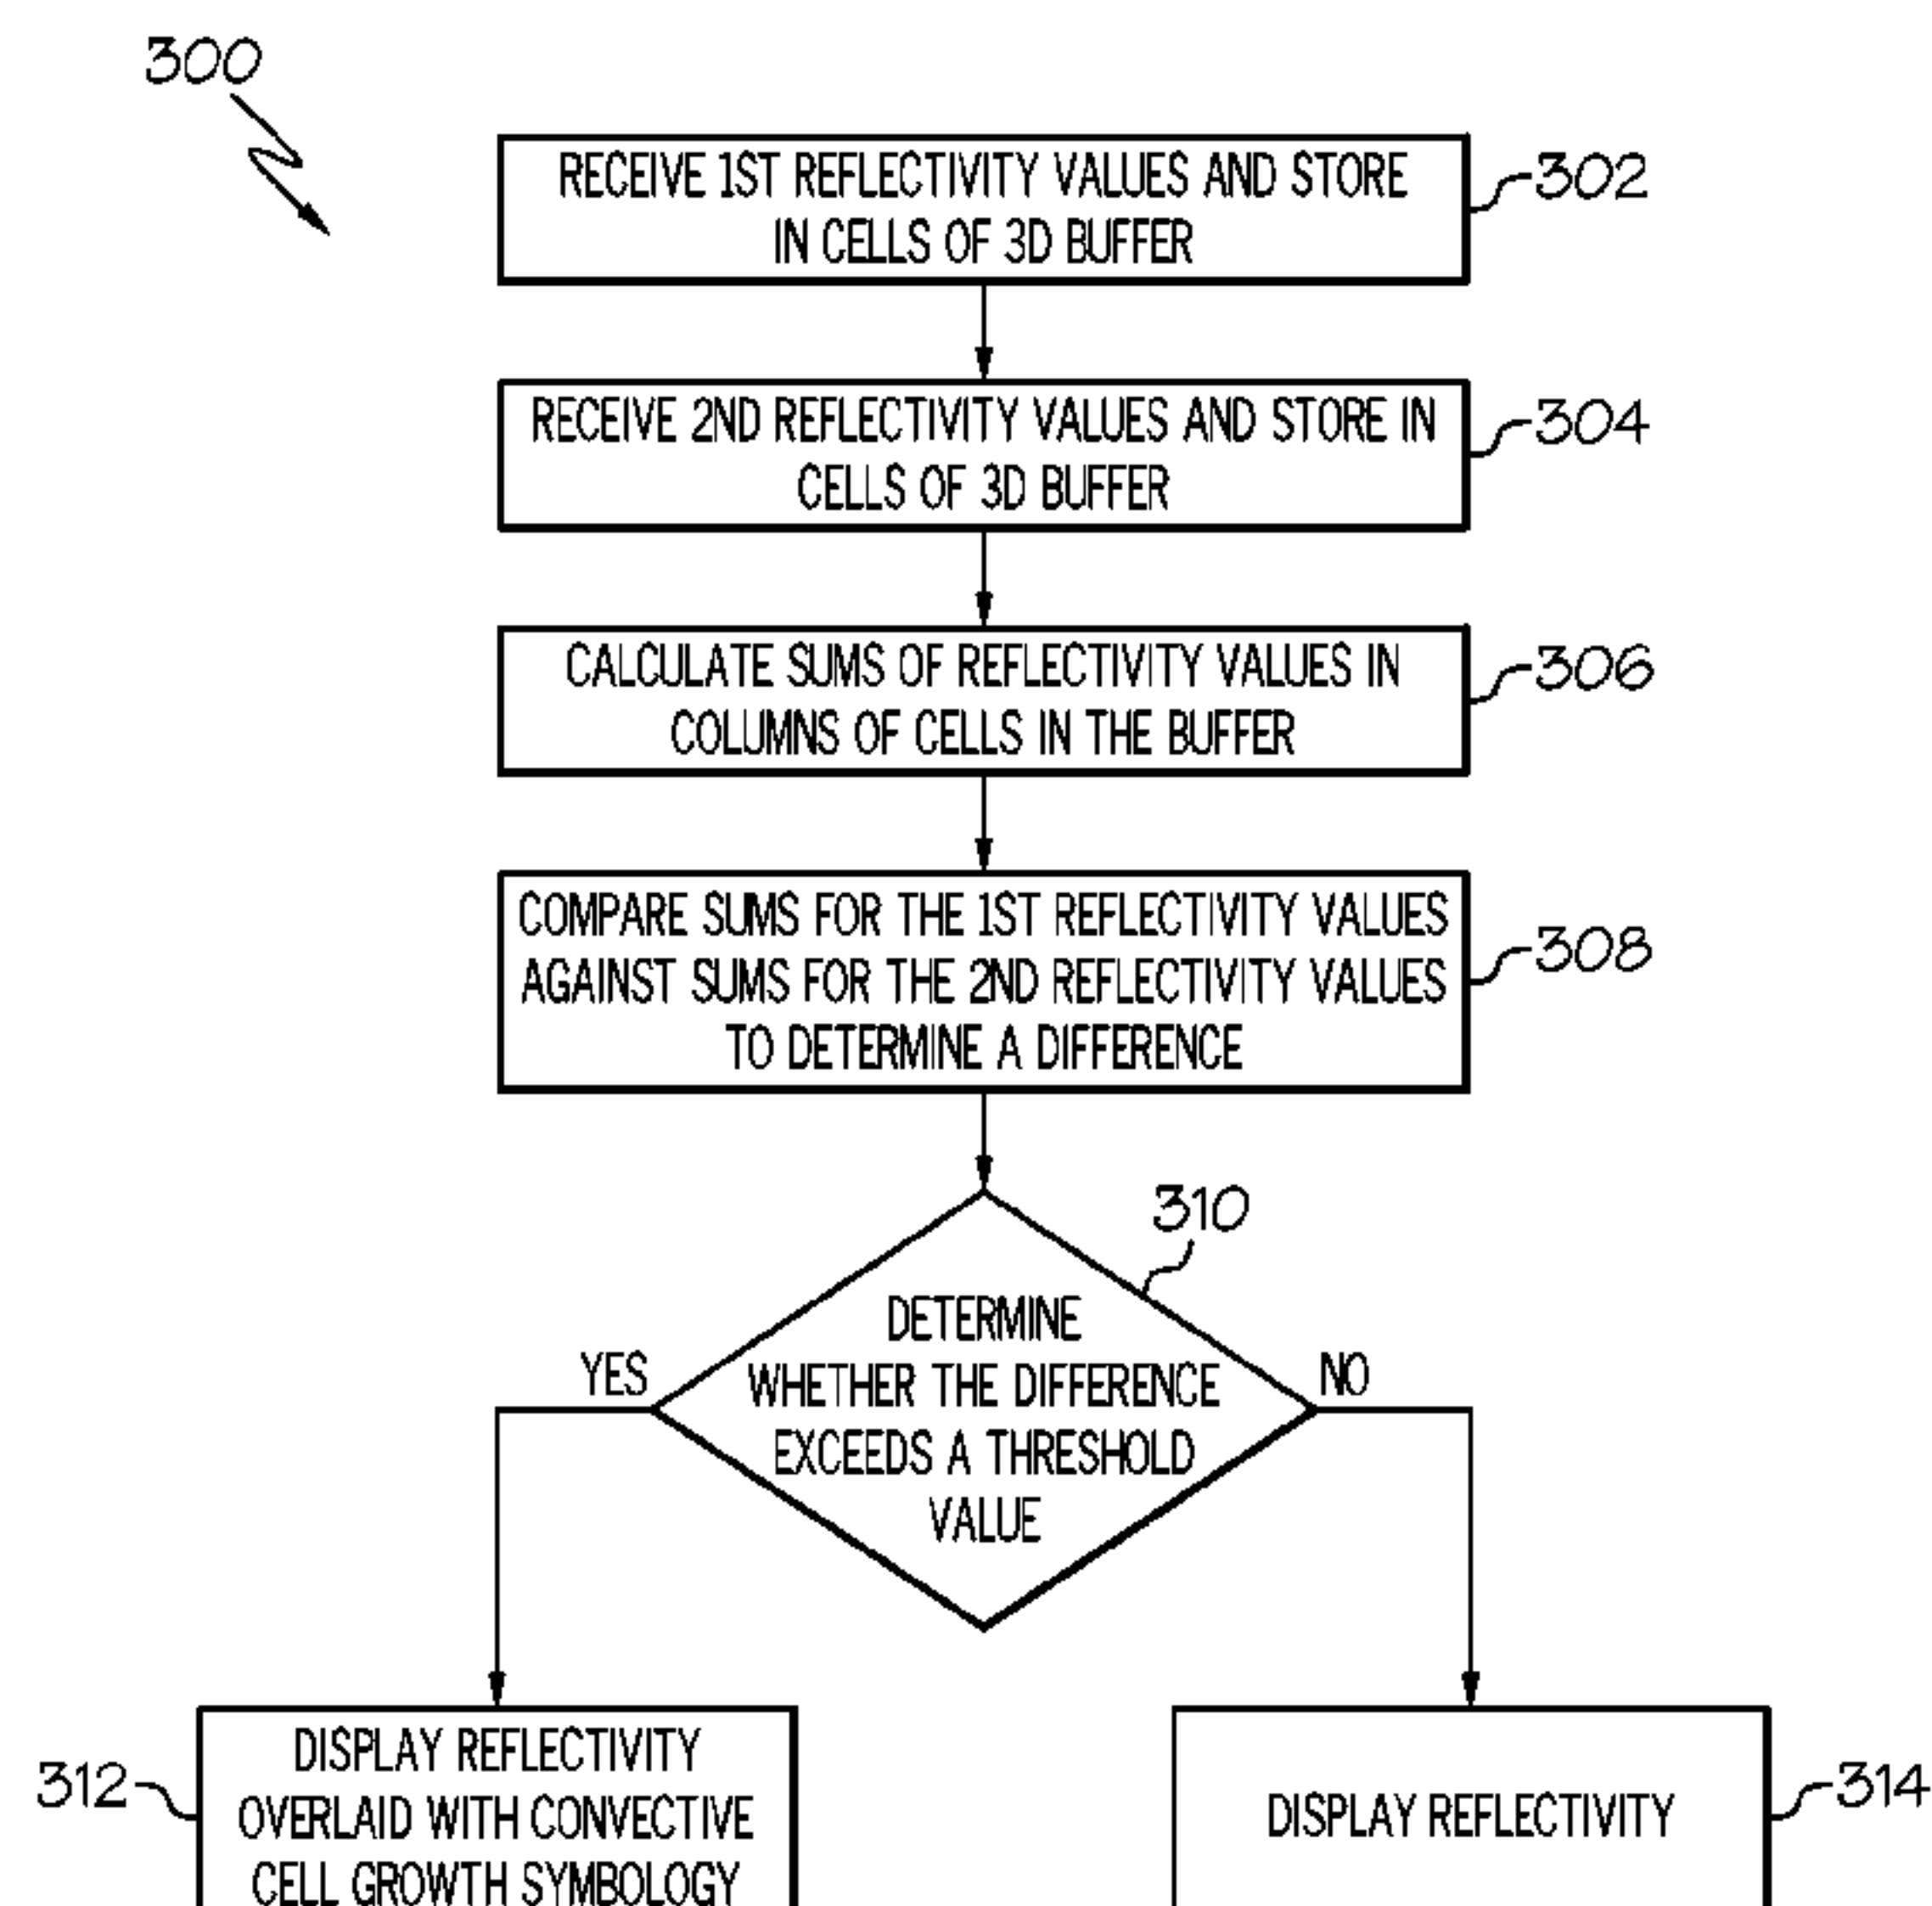 300
RECEIVE 1ST REFLECTIVITY VALUES AND STORE
IN CELLS OF 3D BUFFER
302
RECEIVE 2ND REFLECTIVITY VALUES AND STORE IN
CELLS OF 3D BUFFER
304
CALCULATE SUMS OF REFLECTIVITY VALUES IN
COLUMNS OF CELLS IN THE BUFFER
306
COMPARE SUMS FOR THE 1ST REFLECTIVITY VALUES
AGAINST SUMS FOR THE 2ND REFLECTIVITY VALUES
TO DETERMINE A DIFFERENCE
308
310
DETERMINE
WHETHER THE DIFFERENCE
EXCEEDS A THRESHOLD
VALUE
YES
NO
312
DISPLAY REFLECTIVITY
OVERLAID WITH CONVECTIVE
CELL GROWTH SYMBOLOGY
DISPLAY REFLECTIVITY
314